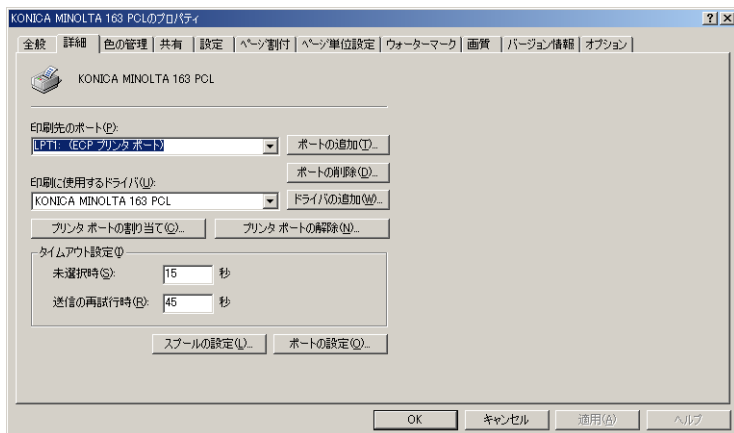 KONICA MINOLTA 163 PCLのプロパティ
全般 詳細 色の管理 共有 設定 ページ割付 ページ単位設定 ウォーターマーク 画質 バージョン情報 オプション
KONICA MINOLTA 163 PCL
印刷先のポート(P):
LPT1: (ECP プリンタ ポート)
ポートの追加(T)...
ポートの削除(D)...
印刷に使用するドライバ(U):
KONICA MINOLTA 163 PCL
ドライバの追加(W)...
プリンタ ポートの割り当て(C)...
プリンタ ポートの解除(N)...
タイムアウト設定(I)
未選択時(S): 15 秒
送信の再試行時(R): 45 秒
スプールの設定(L)...
ポートの設定(O)...
OK キャンセル 適用(A) ヘルプ